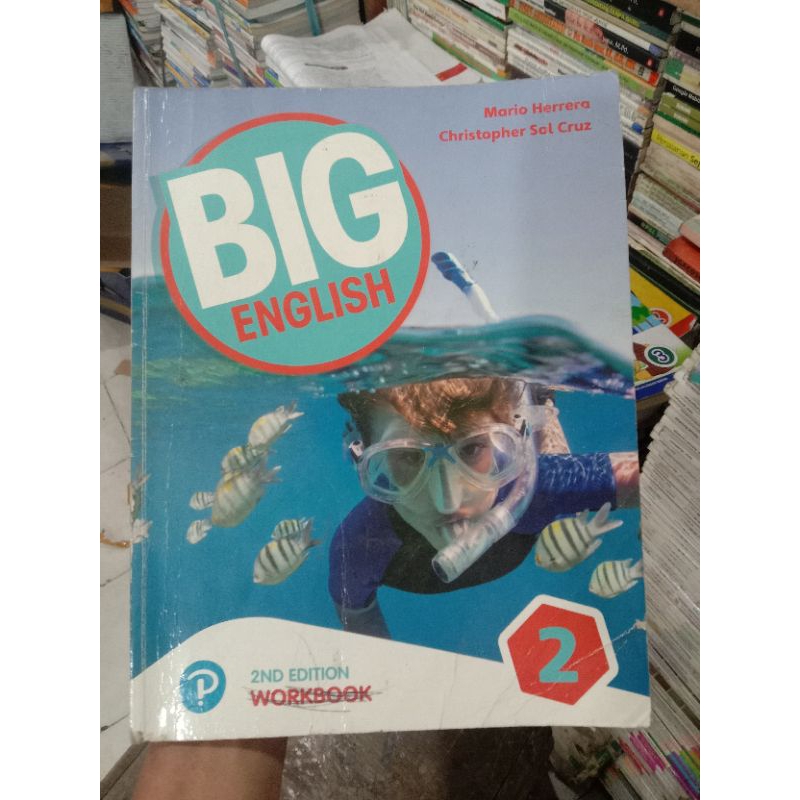 Mario Herrera
Christopher Sol Cruz
BIG
ENGLISH
2
2ND EDITION
WORKBOOK